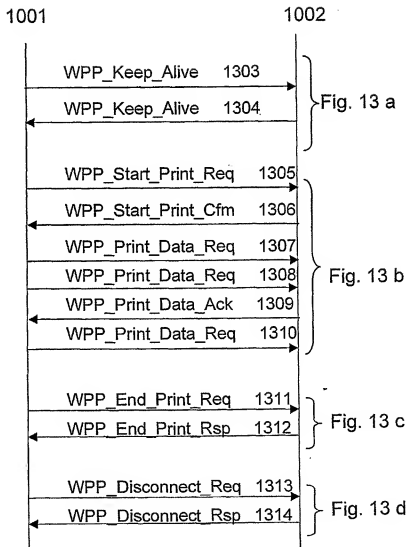 1001 1002
WPP_Keep_Alive 1303
WPP_Keep_Alive 1304
Fig. 13 a
WPP_Start_Print_Req 1305
WPP_Start_Print_Cfm 1306
WPP_Print_Data_Req 1307
WPP_Print_Data_Req 1308
WPP_Print_Data_Ack 1309
WPP_Print_Data_Req 1310
Fig. 13 b
WPP_End_Print_Req 1311
WPP_End_Print_Rsp 1312
Fig. 13 c
WPP_Disconnect_Req 1313
WPP_Disconnect_Rsp 1314
Fig. 13 d